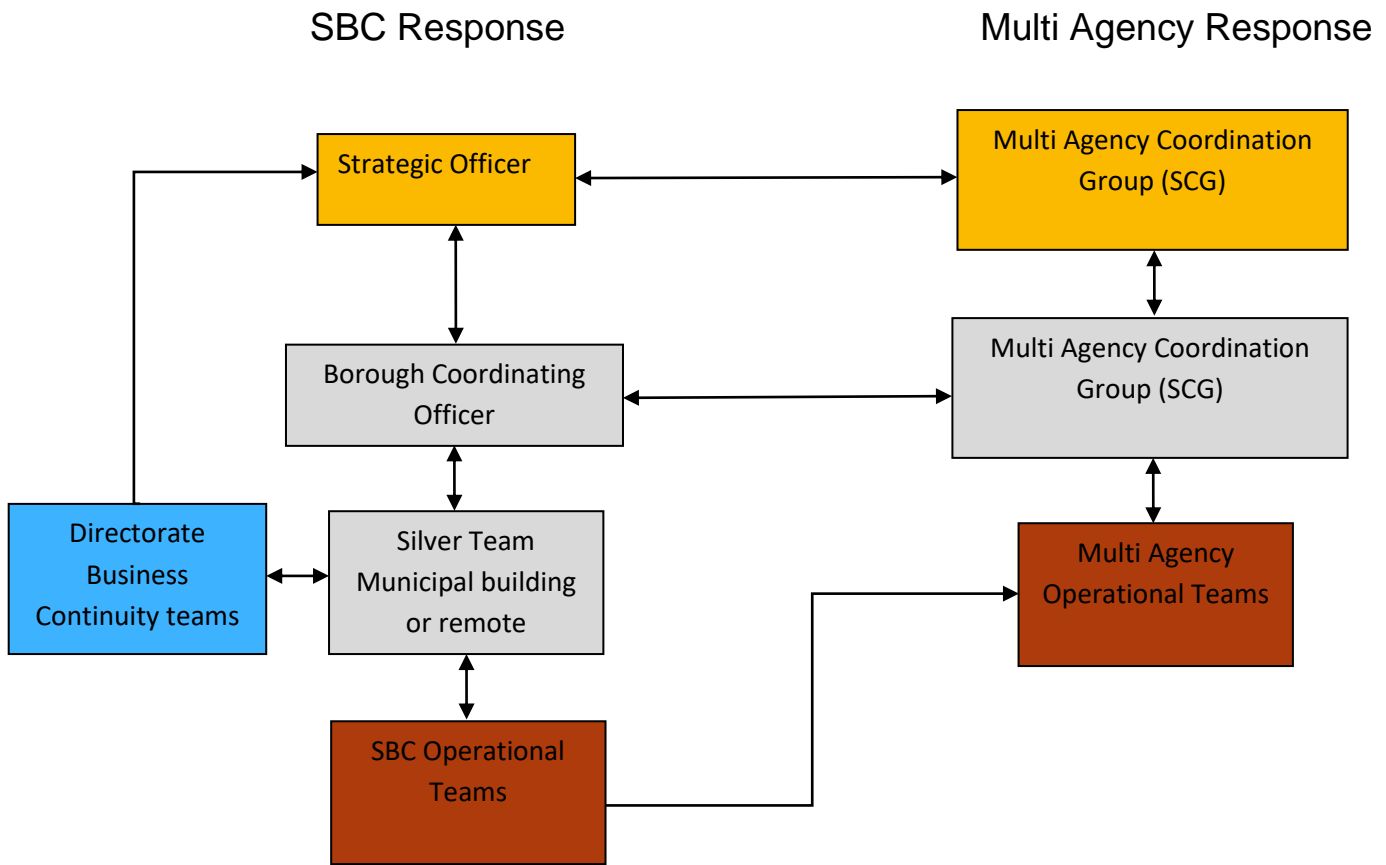 SBC Response
Multi Agency Response
Strategic Officer
Multi Agency Coordination
Group (SCG)
Borough Coordinating
Officer
Multi Agency Coordination
Group (SCG)
Directorate
Business
Continuity teams
Silver Team
Municipal building
or remote
Multi Agency
Operational Teams
SBC Operational
Teams